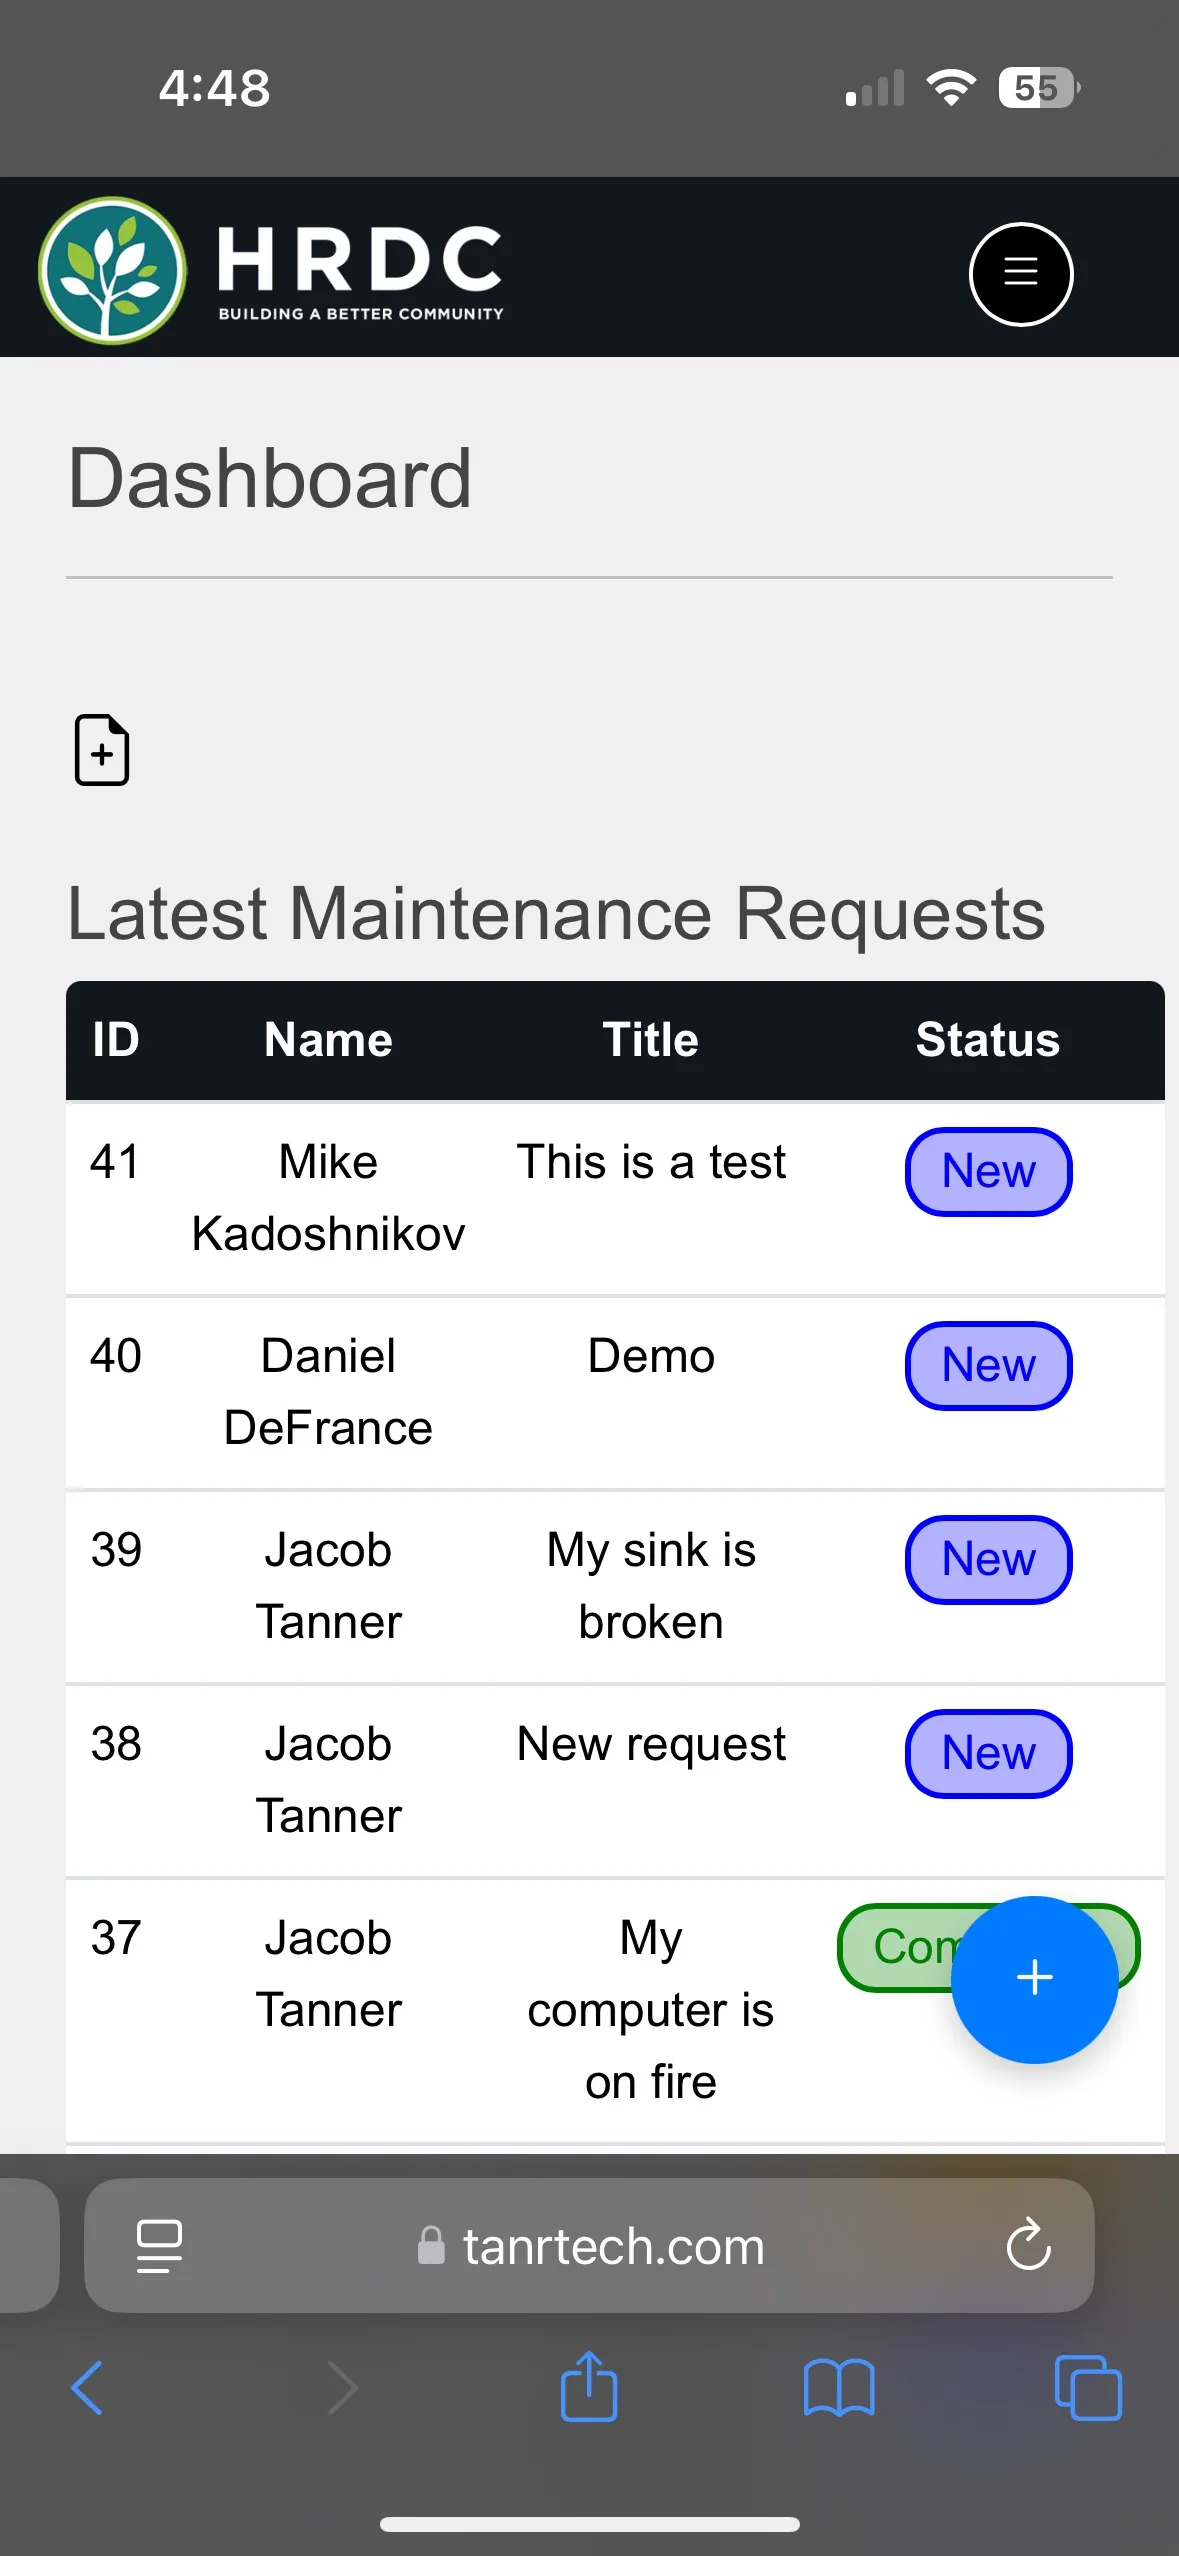 4:48
55
HRDC
BUILDING A BETTER COMMUNITY
Dashboard
Latest Maintenance Requests
ID Name Title Status
41 Mike Kadoshnikov This is a test New
40 Daniel DeFrance Demo New
39 Jacob Tanner My sink is broken New
38 Jacob Tanner New request New
37 Jacob Tanner My computer is on fire
tanrtech.com